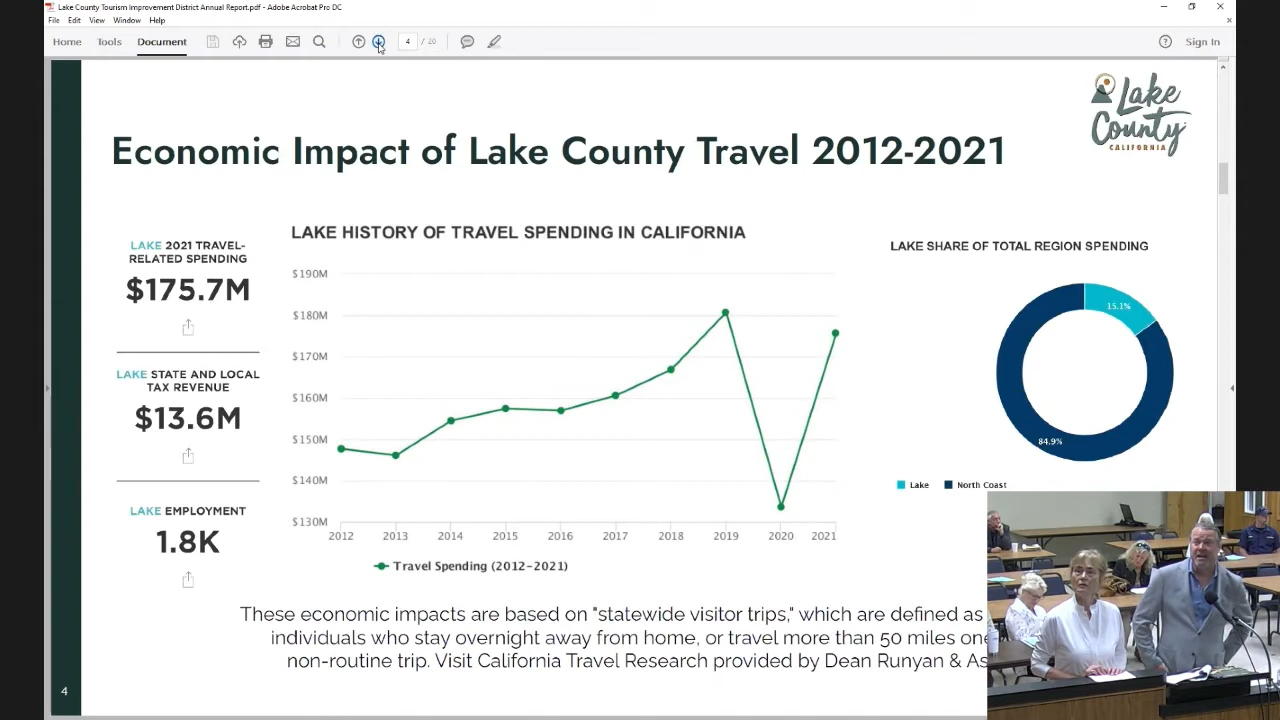 Lake County Tourism Improvement District Annual Report.pdf - Adobe Acrobat Pro DC
File Edit View Window Help
Home Tools Document 4 / 20 Sign In
Lake
County
CALIFORNIA
Economic Impact of Lake County Travel 2012-2021
LAKE 2021 TRAVEL-
RELATED SPENDING
$175.7M
LAKE STATE AND LOCAL
TAX REVENUE
$13.6M
LAKE EMPLOYMENT
1.8K
LAKE HISTORY OF TRAVEL SPENDING IN CALIFORNIA
$190M
$180M
$170M
$160M
$150M
$140M
$130M
2012 2013 2014 2015 2016 2017 2018 2019 2020 2021
Travel Spending (2012-2021)
LAKE SHARE OF TOTAL REGION SPENDING
15.1%
84.9%
Lake North Coast
These economic impacts are based on "statewide visitor trips," which are defined as
individuals who stay overnight away from home, or travel more than 50 miles one
non-routine trip. Visit California Travel Research provided by Dean Runyan & As
4